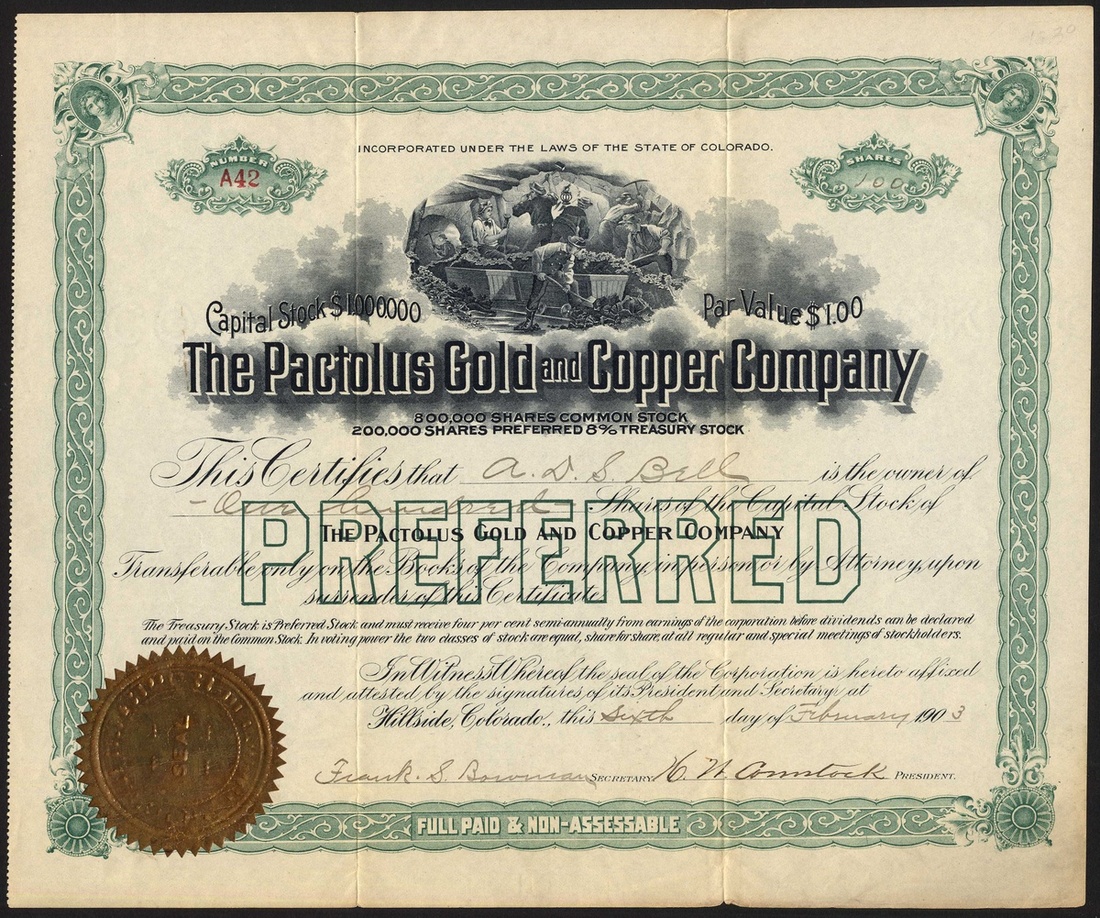 INCORPORATED UNDER THE LAWS OF THE STATE OF COLORADO.
NUMBER
A42
SHARES
100
Capital Stock $1.000.000
Par Value $1.00
The Pactolus Gold and Copper Company
800,000 SHARES COMMON STOCK
200,000 SHARES PREFERRED 8% TREASURY STOCK
This Certifies that A. D. S. Bell is the owner of
- One hundred Shares of the Capital Stock of
PREFERRED
THE PACTOLUS GOLD AND COPPER COMPANY
Transferable only on the Books of the Company, in person or by Attorney, upon
surrender of this Certificate
The Treasury Stock is Preferred Stock and must receive four per cent semi-annually from earnings of the corporation before dividends can be declared
and paid on the Common Stock. In voting power the two classes of stock are equal, share for share, at all regular and special meetings of stockholders.
In Witness Whereof the seal of the Corporation is hereto affixed
and attested by the signatures of its President and Secretary, at
Hillside, Colorado., this Sixth day of February 1903
Frank. S. Bowman SECRETARY. H N Comstock PRESIDENT.
SEAL
FULL PAID & NON-ASSESSABLE